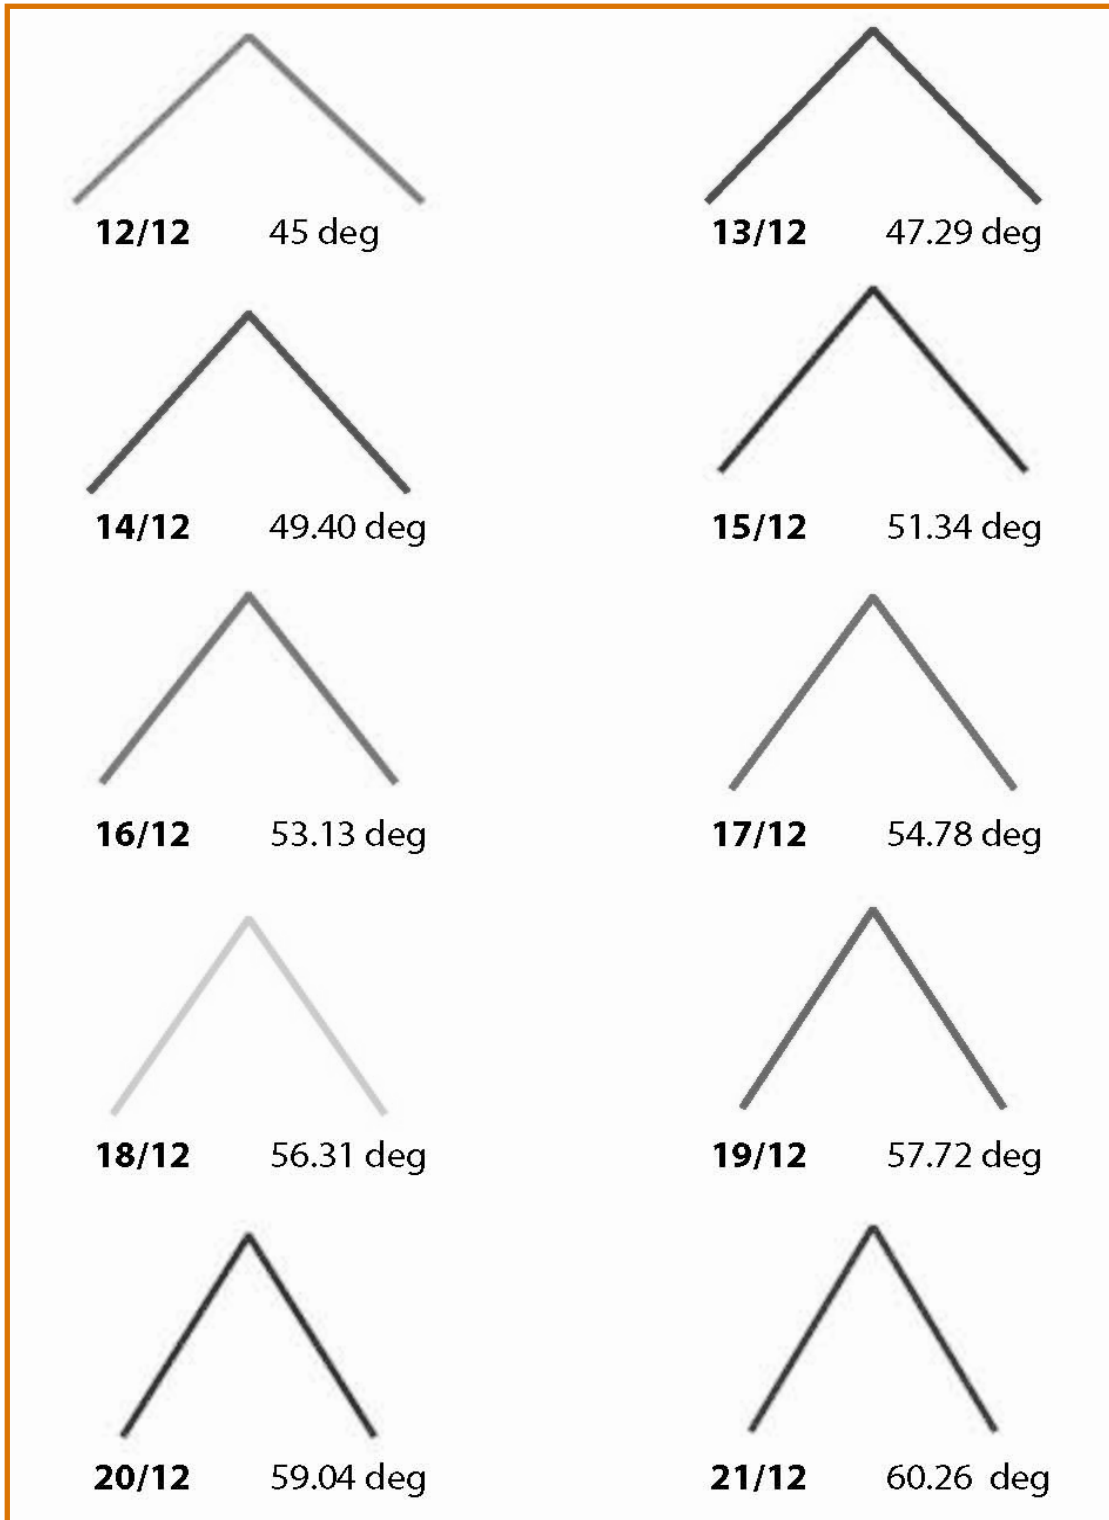 12/12 45 deg 13/12 47.29 deg
14/12 49.40 deg 15/12 51.34 deg
16/12 53.13 deg 17/12 54.78 deg
18/12 56.31 deg 19/12 57.72 deg
20/12 59.04 deg 21/12 60.26 deg